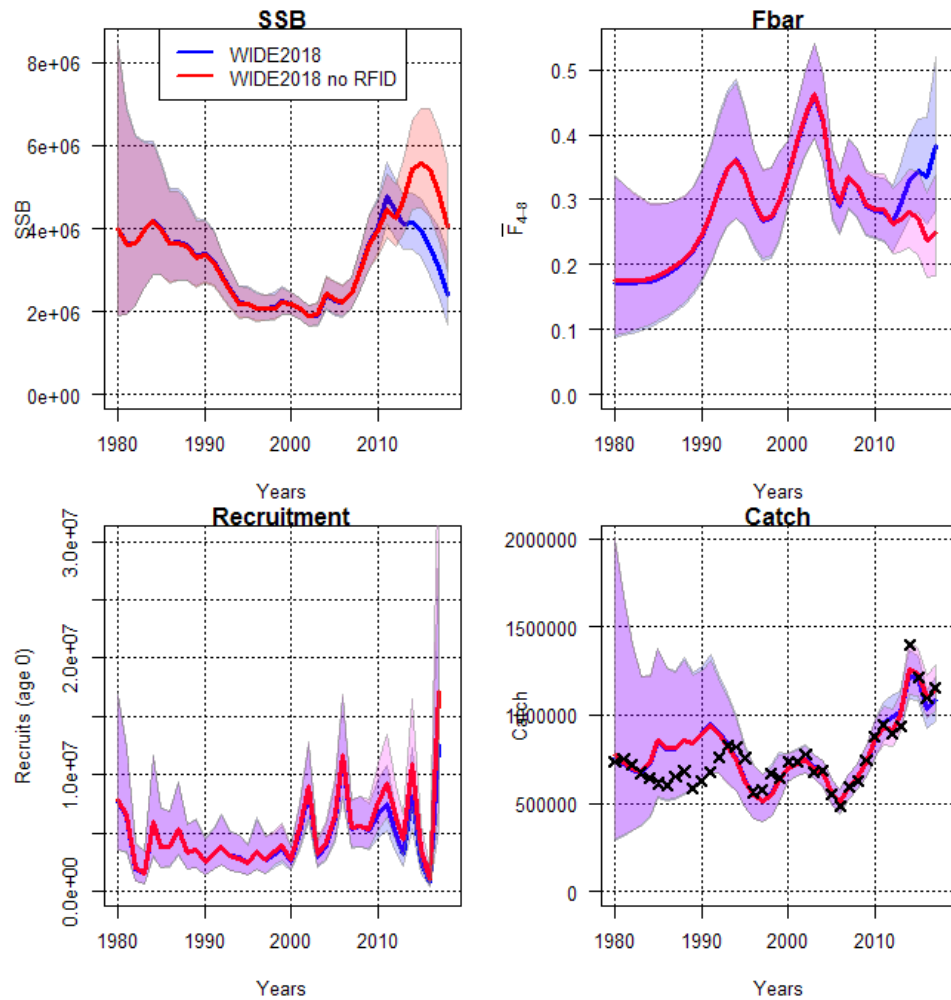 SSB
WIDE2018
WIDE2018 no RFID
SSB
8e+06
6e+06
4e+06
2e+06
0e+00
1980 1990 2000 2010
Years
Fbar
F̅4−8
0.5
0.4
0.3
0.2
0.1
0.0
1980 1990 2000 2010
Years
Recruitment
Recruits (age 0)
3.0e+07
2.0e+07
1.0e+07
0.0e+00
1980 1990 2000 2010
Years
Catch
Catch
2000000
1500000
1000000
500000
0
1980 1990 2000 2010
Years